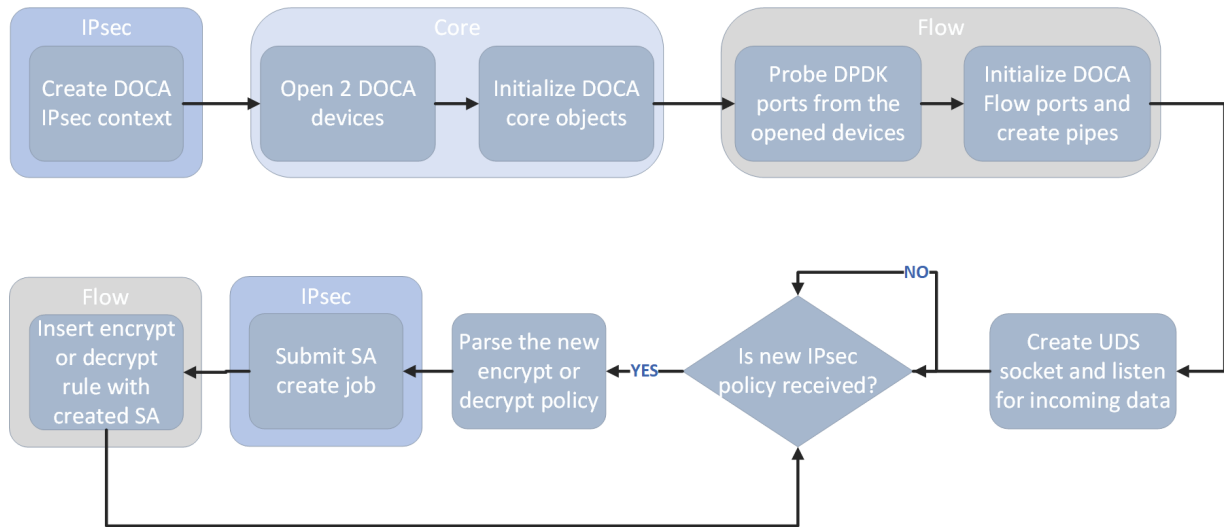 IPsec
Create DOCA
IPsec context
Core
Open 2 DOCA
devices
Initialize DOCA
core objects
Flow
Probe DPDK
ports from the
opened devices
Initialize DOCA
Flow ports and
create pipes
Create UDS
socket and listen
for incoming data
NO
Is new IPsec
policy received?
YES
Parse the new
encrypt or
decrypt policy
IPsec
Submit SA
create job
Flow
Insert encrypt
or decrypt
rule with
created SA